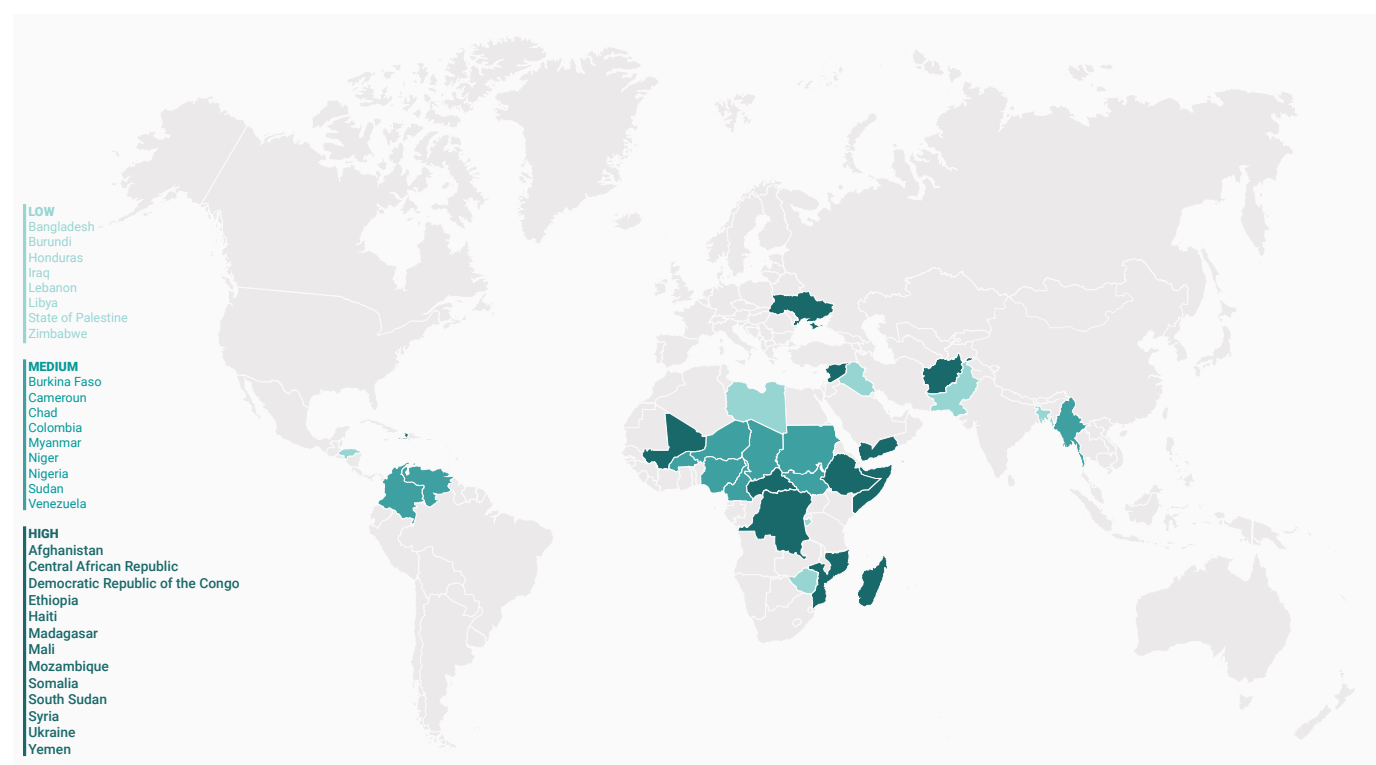 LOW
Bangladesh
Burundi
Honduras
Iraq
Lebanon
Libya
State of Palestine
Zimbabwe
MEDIUM
Burkina Faso
Cameroun
Chad
Colombia
Myanmar
Niger
Nigeria
Sudan
Venezuela
HIGH
Afghanistan
Central African Republic
Democratic Republic of the Congo
Ethiopia
Haiti
Madagasar
Mali
Mozambique
Somalia
South Sudan
Syria
Ukraine
Yemen